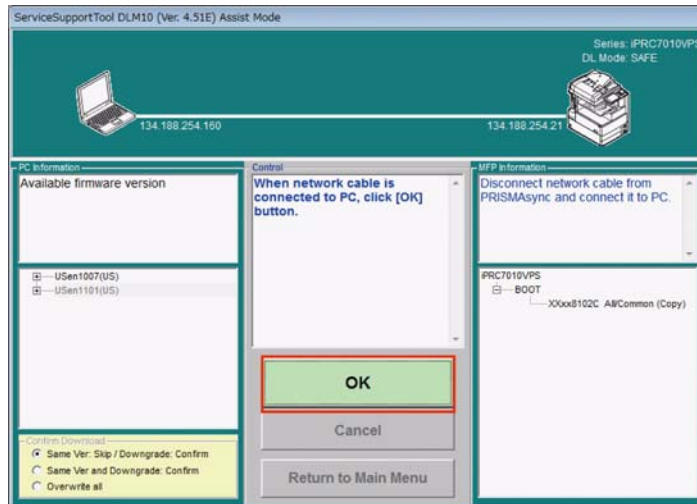 ServiceSupportTool DLM10 (Ver. 4.51E) Assist Mode
Series: iPRC7010VPS
DL Mode: SAFE
134.188.254.160
134.188.254.21
PC Information
Available firmware version
USen1007(US)
USen1101(US)
Confirm Download
Same Ver: Skip / Downgrade: Confirm
Same Ver and Downgrade: Confirm
Overwrite all
Control
When network cable is
connected to PC, click [OK]
button.
OK
Cancel
Return to Main Menu
MFP Information
Disconnect network cable from
PRISMAsync and connect it to PC.
iPRC7010VPS
BOOT
XXxx8102C All/Common (Copy)